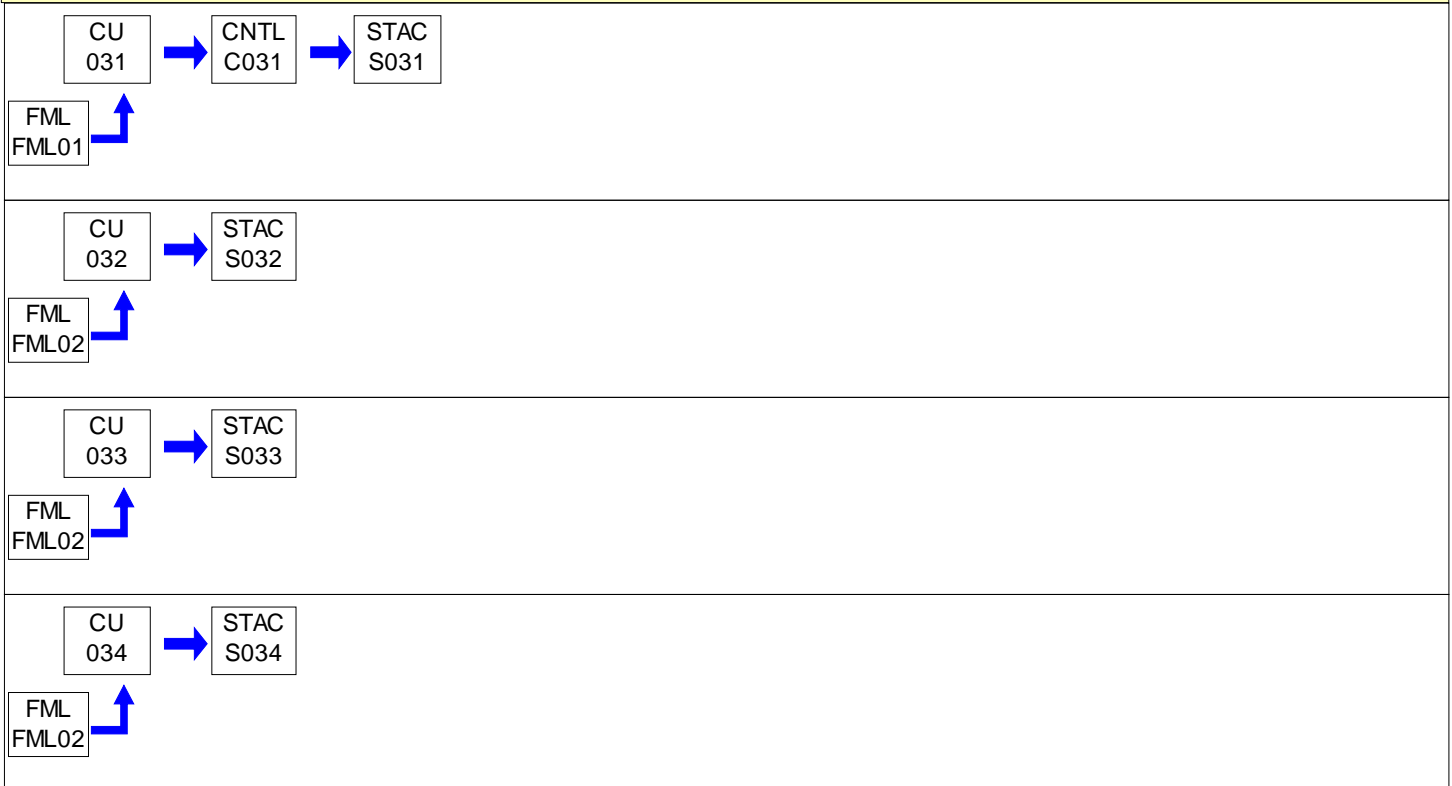 CU
031
CNTL
C031
STAC
S031
FML
FML01
CU
032
STAC
S032
FML
FML02
CU
033
STAC
S033
FML
FML02
CU
034
STAC
S034
FML
FML02